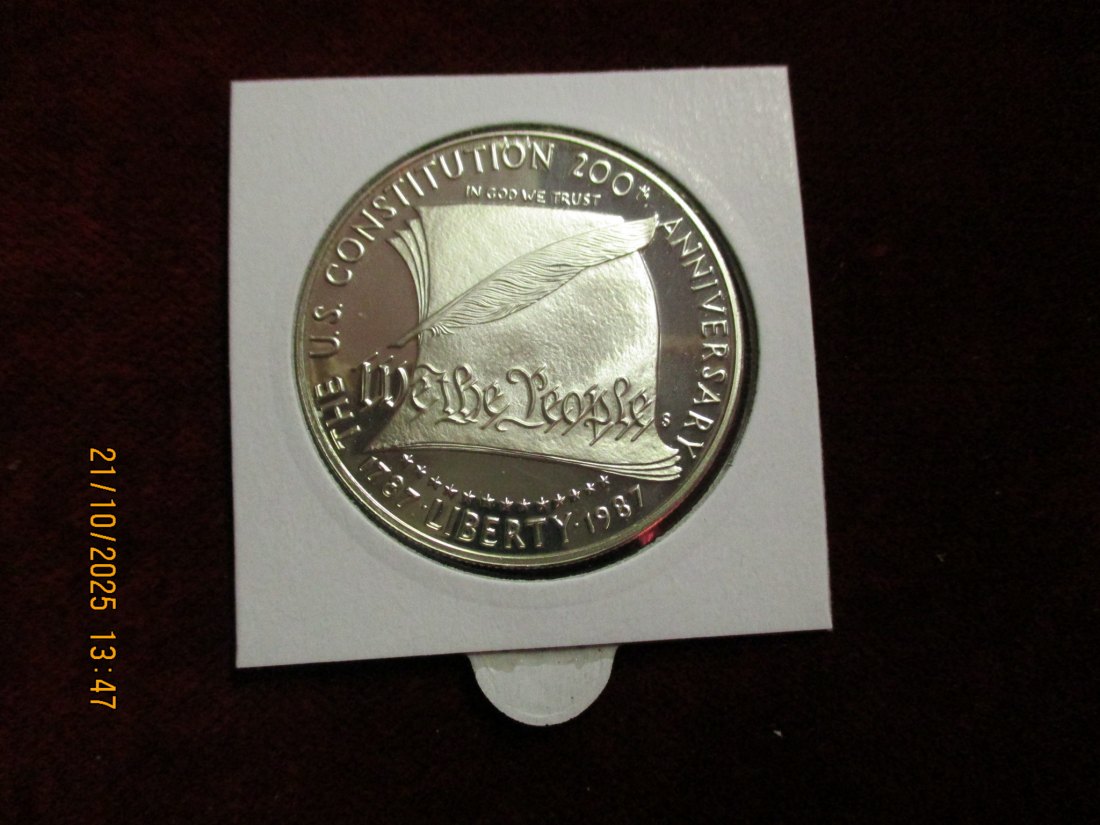 THE U.S. CONSTITUTION 200TH ANNIVERSARY
IN GOD WE TRUST
We the People
S
1787 · LIBERTY · 1987
21/10/2025 13:47